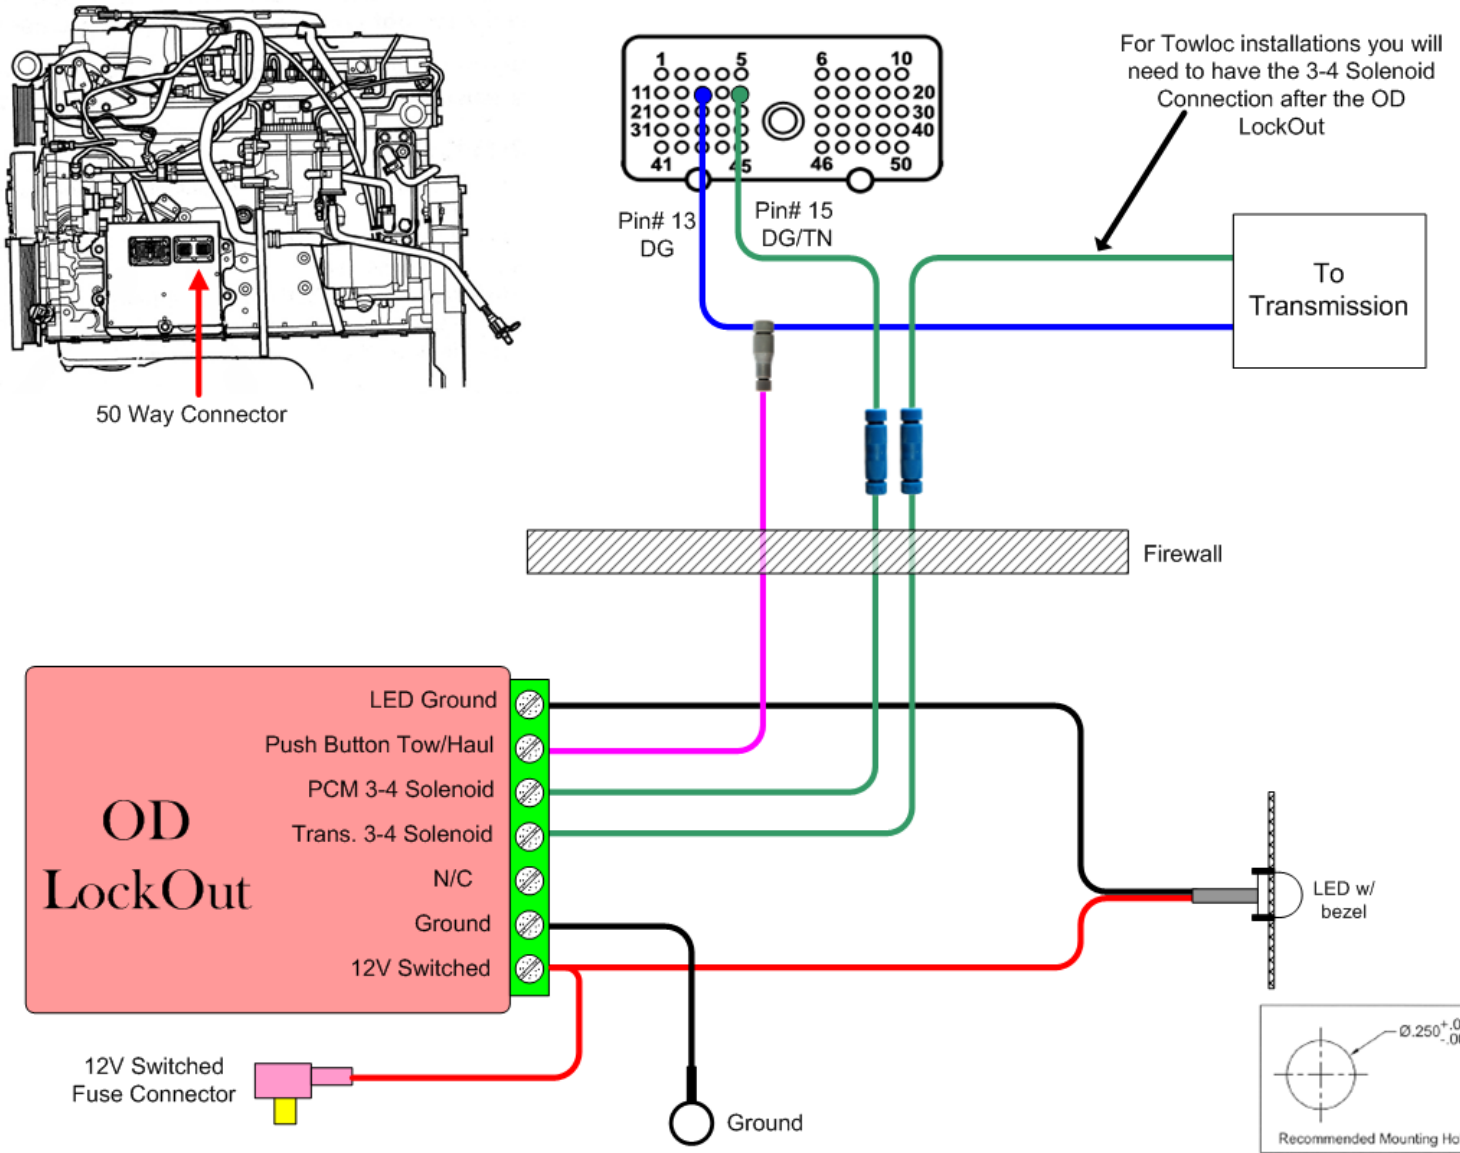 For Towloc installations you will
need to have the 3-4 Solenoid
Connection after the OD
LockOut
1 5 6 10
11 20
21 30
31 40
41 45 46 50
Pin# 13
DG
Pin# 15
DG/TN
To
Transmission
50 Way Connector
Firewall
OD
LockOut
LED Ground
Push Button Tow/Haul
PCM 3-4 Solenoid
Trans. 3-4 Solenoid
N/C
Ground
12V Switched
LED w/
bezel
12V Switched
Fuse Connector
Ground
Ø.250
Recommended Mounting